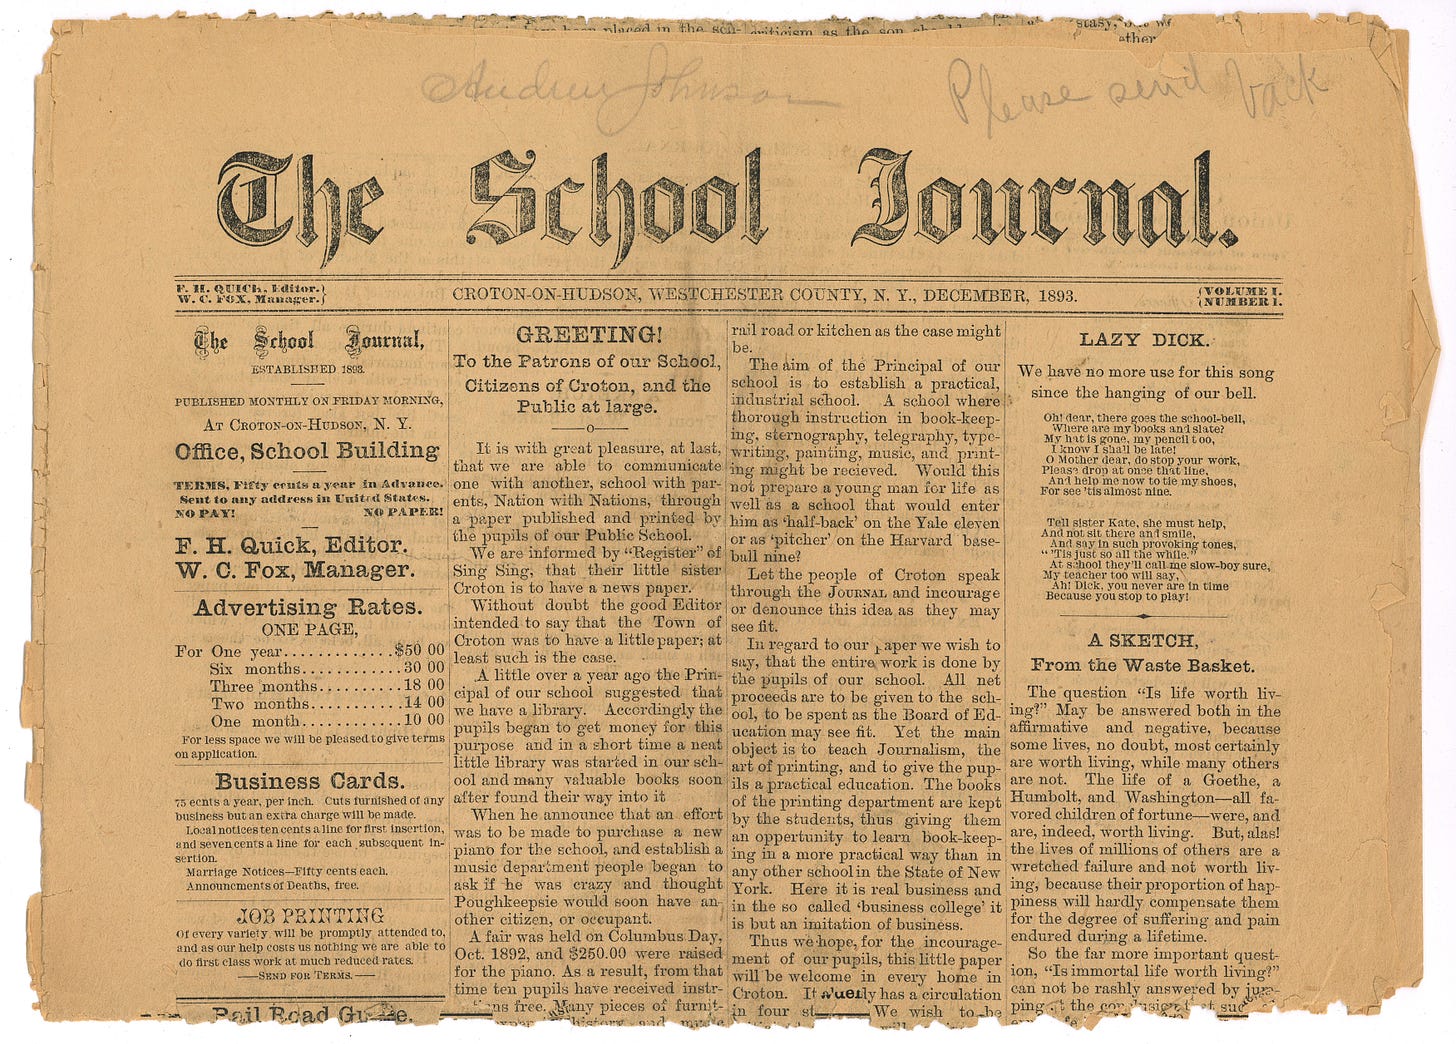 been placed in the sch-
criticism as the son
stasy,
ether
Andrew Johnson
Please send back
The School Journal.
F. H. QUICK, Editor.}
W. C. FOX, Manager.}
CROTON-ON-HUDSON, WESTCHESTER COUNTY, N. Y., DECEMBER, 1893.
{VOLUME I.
{NUMBER 1.
The School Journal,
ESTABLISHED 1893.
PUBLISHED MONTHLY ON FRIDAY MORNING,
AT CROTON-ON-HUDSON, N. Y.
Office, School Building
TERMS, Fifty cents a year in Advance.
Sent to any address in United States.
NO PAY! NO PAPER!
F. H. Quick, Editor.
W. C. Fox, Manager.
Advertising Rates.
ONE PAGE,
For One year.............$50 00
Six months............30 00
Three months..........18 00
Two months...........14 00
One month............10 00
For less space we will be pleased to give terms
on application.
Business Cards.
75 cents a year, per inch. Cuts furnished of any
business but an extra charge will be made.
Local notices ten cents a line for first insertion,
and seven cents a line for each subsequent in-
sertion.
Marriage Notices—Fifty cents each.
Announcments of Deaths, free.
JOB PRINTING
Of every variety will be promptly attended to,
and as our help costs us nothing we are able to
do first class work at much reduced rates.
——SEND FOR TERMS.——
Rail Road
GREETING!
To the Patrons of our School,
Citizens of Croton, and the
Public at large.
——o——
It is with great pleasure, at last,
that we are able to communicate
one with another, school with par-
ents, Nation with Nations, through
a paper published and printed by
the pupils of our Public School.
We are informed by "Register" of
Sing Sing, that their little sister
Croton is to have a news paper.
Without doubt the good Editor
intended to say that the Town of
Croton was to have a little paper; at
least such is the case.
A little over a year ago the Prin-
cipal of our school suggested that
we have a library. Accordingly the
pupils began to get money for this
purpose and in a short time a neat
little library was started in our sch-
ool and many valuable books soon
after found their way into it
When he announce that an effort
was to be made to purchase a new
piano for the school, and establish a
music department people began to
ask if he was crazy and thought
Poughkeepsie would soon have an-
other citizen, or occupant.
A fair was held on Columbus Day,
Oct. 1892, and $250.00 were raised
for the piano. As a result, from that
time ten pupils have received instr-
ns free. Many pieces of furnit-
history and
rail road or kitchen as the case might
be.
The aim of the Principal of our
school is to establish a practical,
industrial school. A school where
thorough instruction in book-keep-
ing, sternography, telegraphy, type-
writing, painting, music, and print-
ing might be recieved. Would this
not prepare a young man for life as
well as a school that would enter
him as 'half-back' on the Yale eleven
or as 'pitcher' on the Harvard base-
ball nine?
Let the people of Croton speak
through the JOURNAL and incourage
or denounce this idea as they may
see fit.
In regard to our paper we wish to
say, that the entire work is done by
the pupils of our school. All net
proceeds are to be given to the sch-
ool, to be spent as the Board of Ed-
ucation may see fit. Yet the main
object is to teach Journalism, the
art of printing, and to give the pup-
ils a practical education. The books
of the printing department are kept
by the students, thus giving them
an opportunity to learn book-keep-
ing in a more practical way than in
any other school in the State of New
York. Here it is real business and
in the so called 'business college' it
is but an imitation of business.
Thus we hope, for the incourage-
ment of our pupils, this little paper
will be welcome in every home in
Croton. It has a circulation
in four We wish to be
LAZY DICK.
We have no more use for this song
since the hanging of our bell.
Oh! dear, there goes the school-bell,
Where are my books and slate?
My hat is gone, my pencil too,
I know I shall be late!
O Mother dear, do stop your work,
Please drop at once that line,
And help me now to tie my shoes,
For see 'tis almost nine.
Tell sister Kate, she must help,
And not sit there and smile,
And say in such provoking tones,
" 'Tis just so all the while."
At school they'll call me slow-boy sure,
My teacher too will say,
Ah! Dick, you never are in time
Because you stop to play!
A SKETCH,
From the Waste Basket.
The question "Is life worth liv-
ing?" May be answered both in the
affirmative and negative, because
some lives, no doubt, most certainly
are worth living, while many others
are not. The life of a Goethe, a
Humbolt, and Washington—all fa-
vored children of fortune—were, and
are, indeed, worth living. But, alas!
the lives of millions of others are a
wretched failure and not worth liv-
ing, because their proportion of hap-
piness will hardly compensate them
for the degree of suffering and pain
endured during a lifetime.
So the far more important quest-
ion, "Is immortal life worth living?"
can not be rashly answered by jum-
ping at the